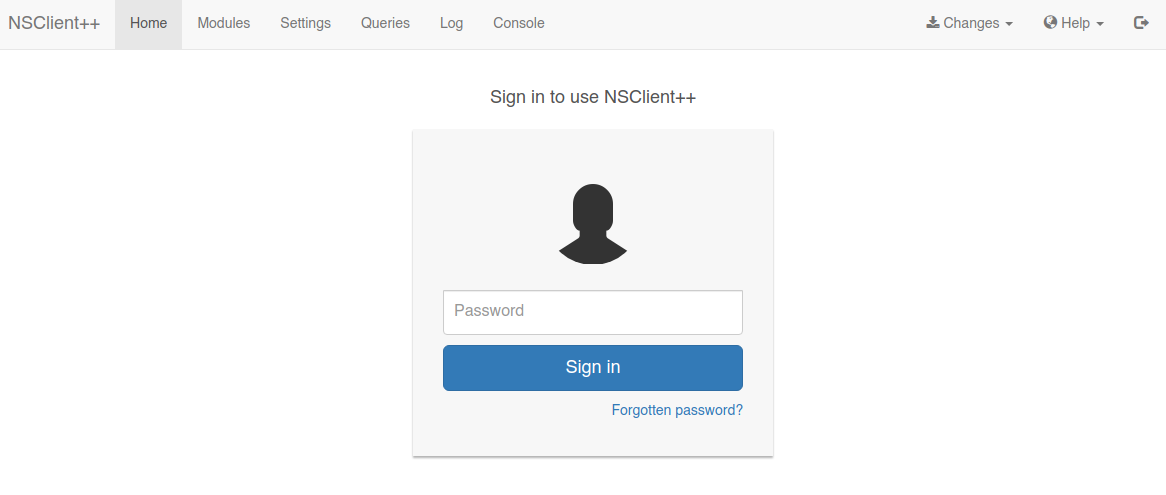 NSClient++ Home Modules Settings Queries Log Console Changes Help
Sign in to use NSClient++
Password
Sign in
Forgotten password?